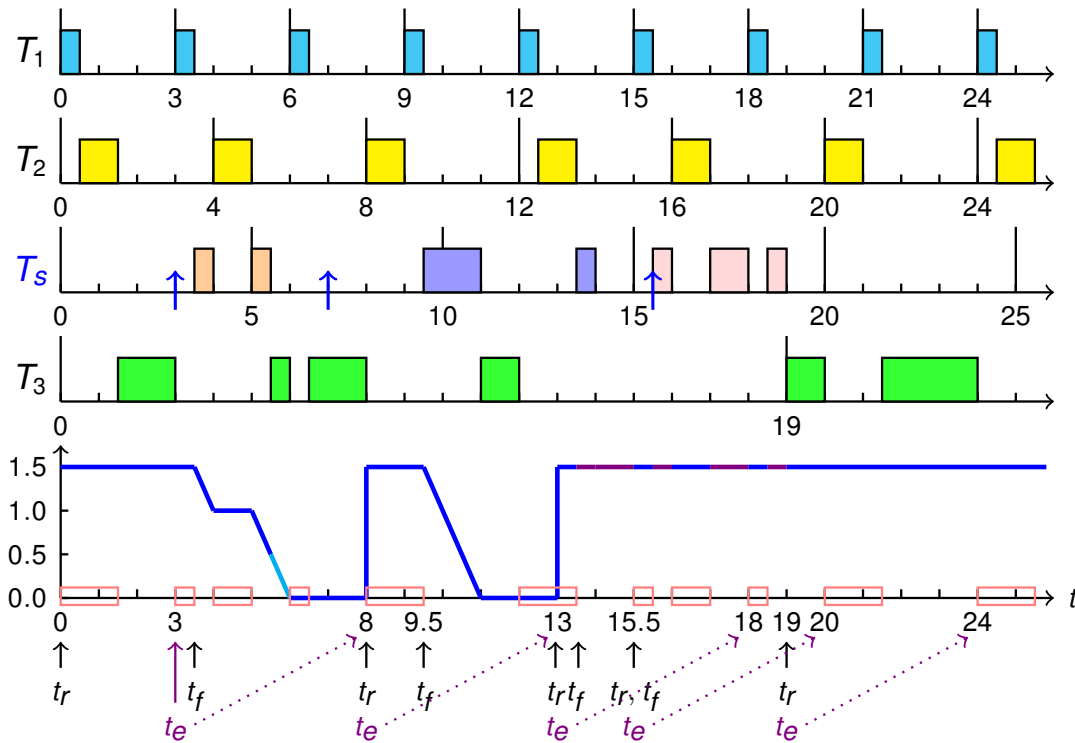 T1
0 3 6 9 12 15 18 21 24
T2
0 4 8 12 16 20 24
Ts
0 5 10 15 20 25
T3
0 19
1.5
1.0
0.5
0.0
t
0 3 8 9.5 13 15.5 18 19 20 24
tr tf tr tf tr tf tr, tf tr
te te te te te